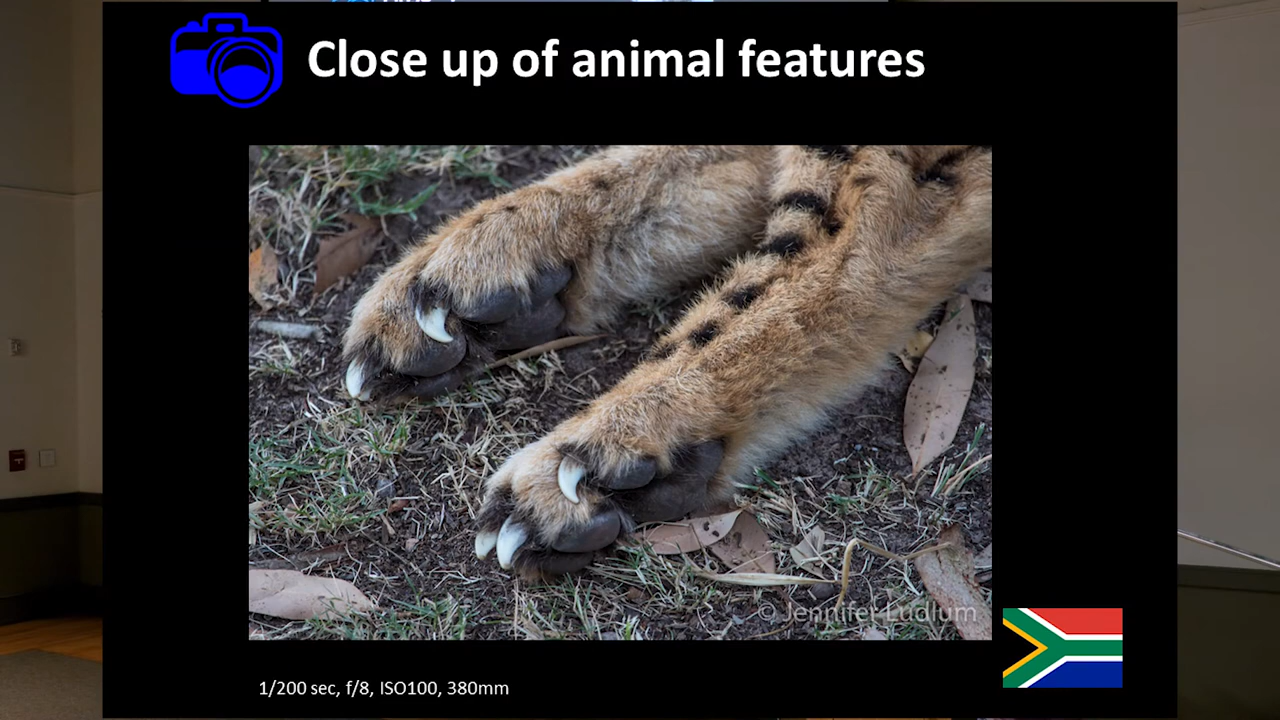 Close up of animal features
© Jennifer Ludlum
1/200 sec, f/8, ISO100, 380mm